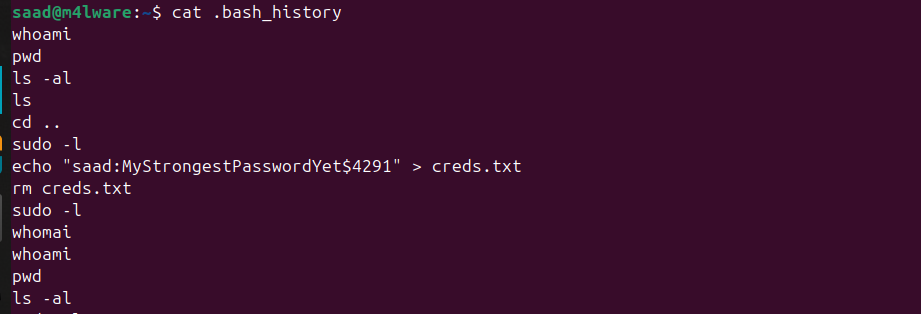 saad@m4lware:~$ cat .bash_history
whoami
pwd
ls -al
ls
cd ..
sudo -l
echo "saad:MyStrongestPasswordYet$4291" > creds.txt
rm creds.txt
sudo -l
whomai
whoami
pwd
ls -al